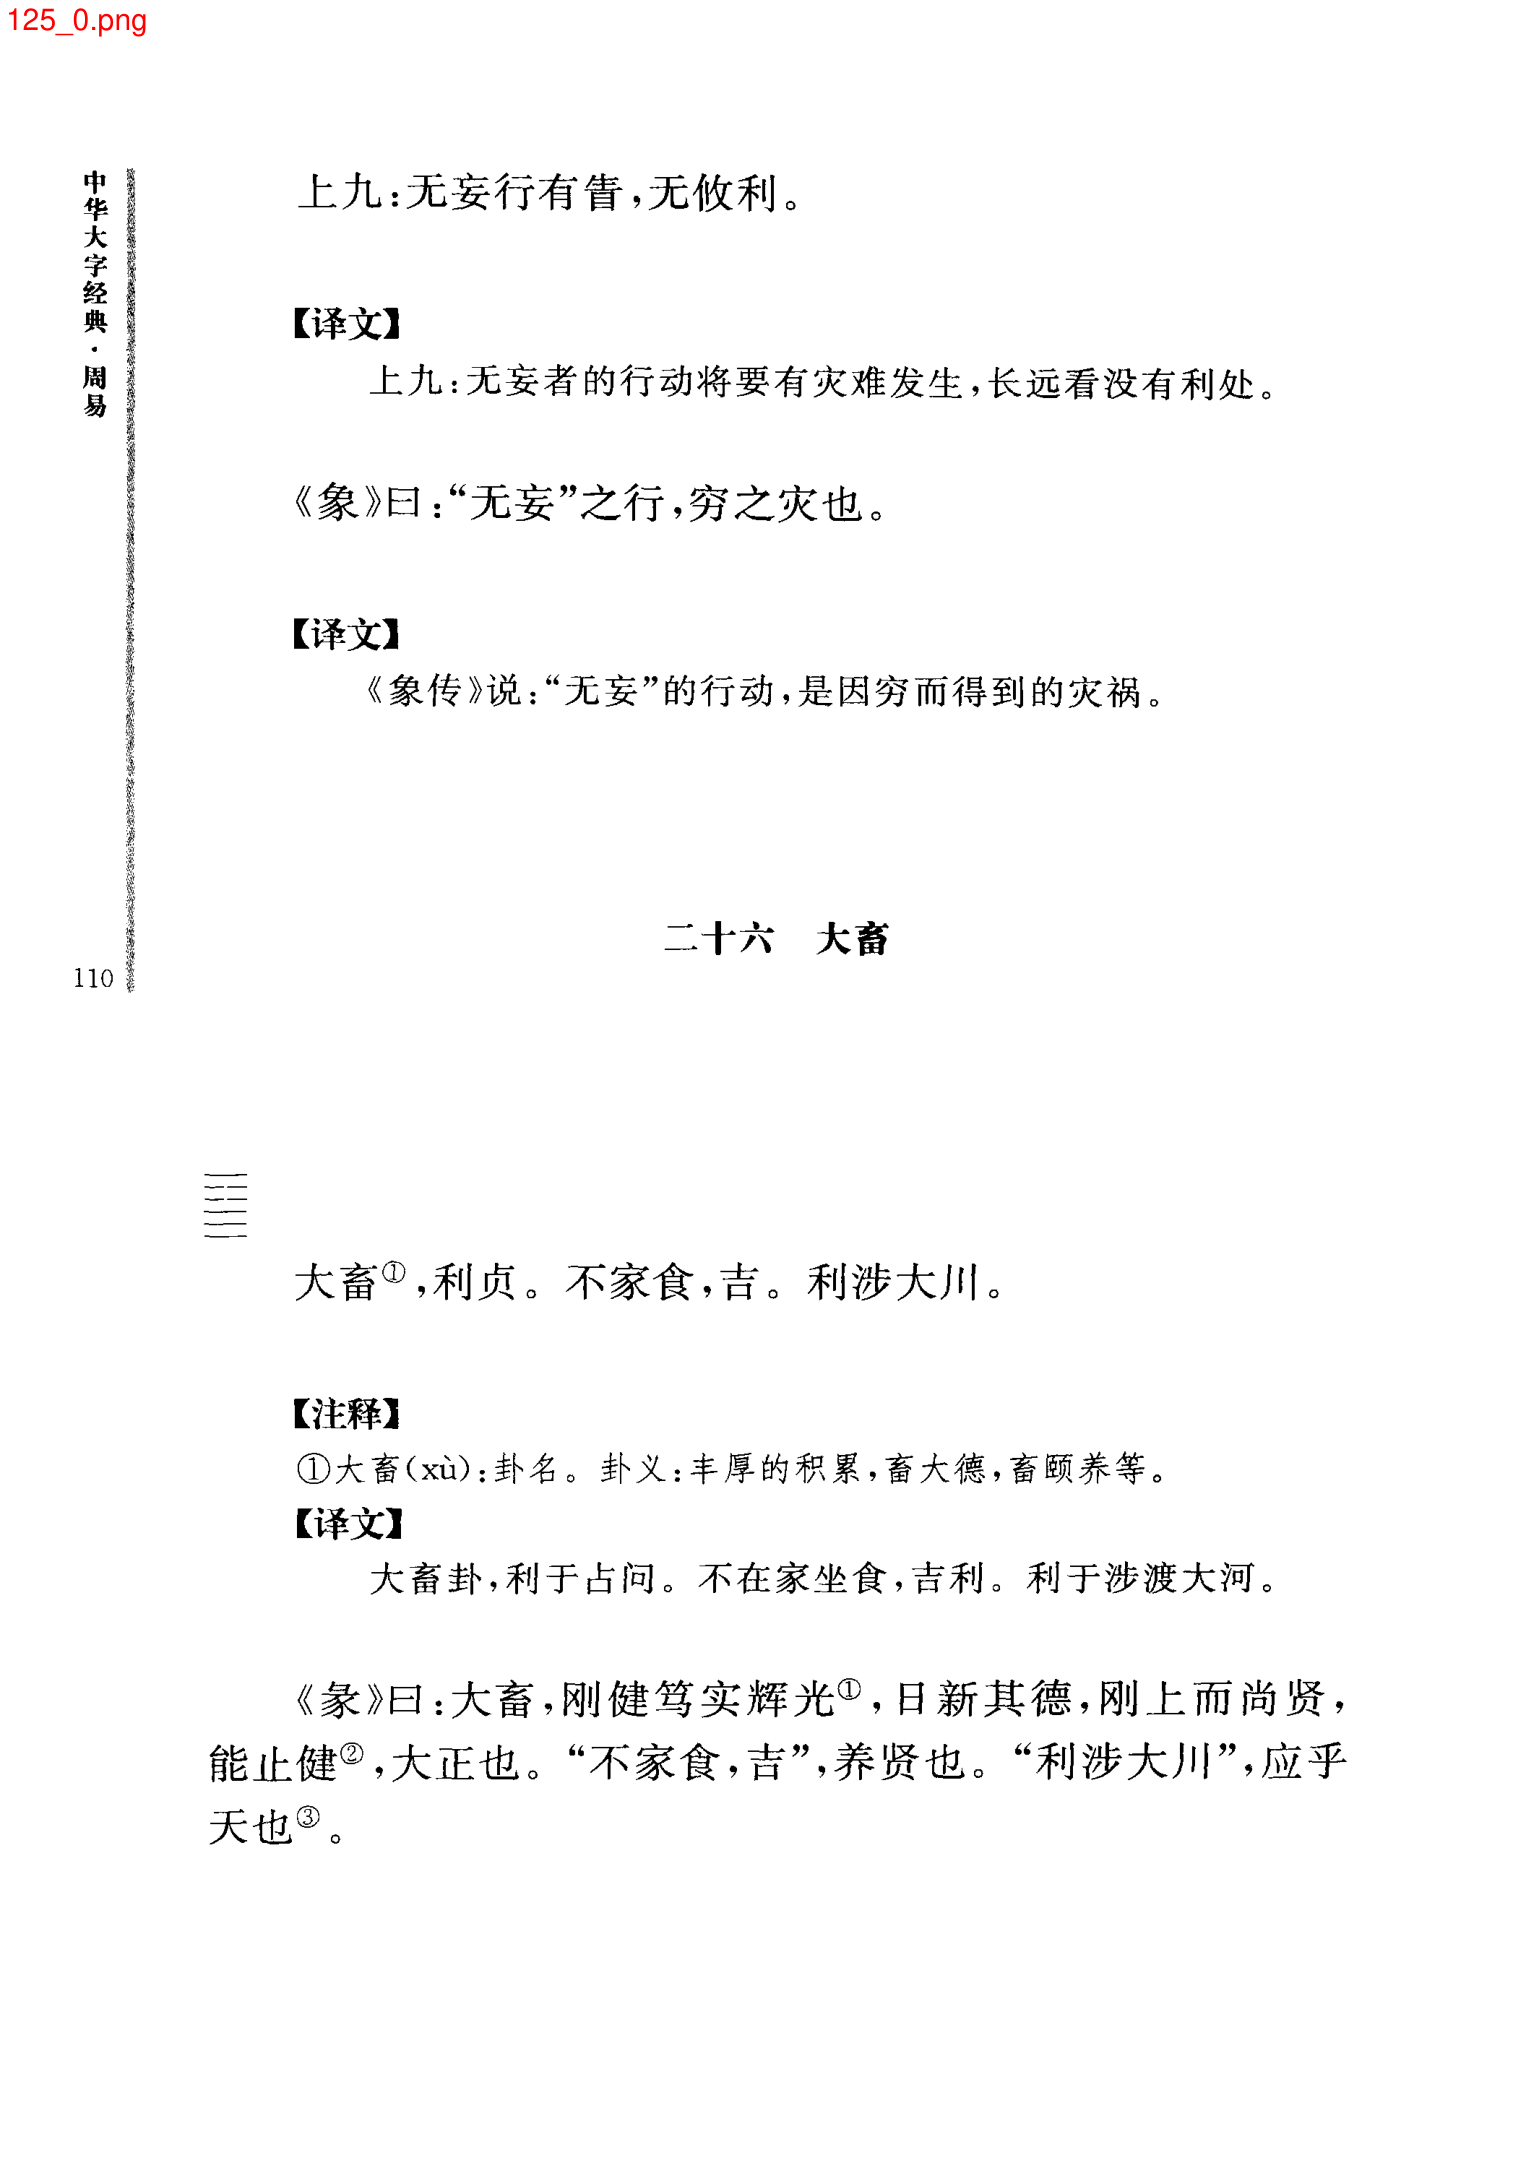 125_0.png
中华大字经典·周易
110
上九:无妄行有眚,无攸利。
【译文】
上九:无妄者的行动将要有灾难发生,长远看没有利处。
《象》曰:“无妄”之行,穷之灾也。
【译文】
《象传》说:“无妄”的行动,是因穷而得到的灾祸。
二十六 大畜
大畜①,利贞。不家食,吉。利涉大川。
【注释】
①大畜(xù):卦名。卦义:丰厚的积累,畜大德,畜颐养等。
【译文】
大畜卦,利于占问。不在家坐食,吉利。利于涉渡大河。
《彖》曰:大畜,刚健笃实辉光①,日新其德,刚上而尚贤,
能止健②,大正也。“不家食,吉”,养贤也。“利涉大川”,应乎
天也③。